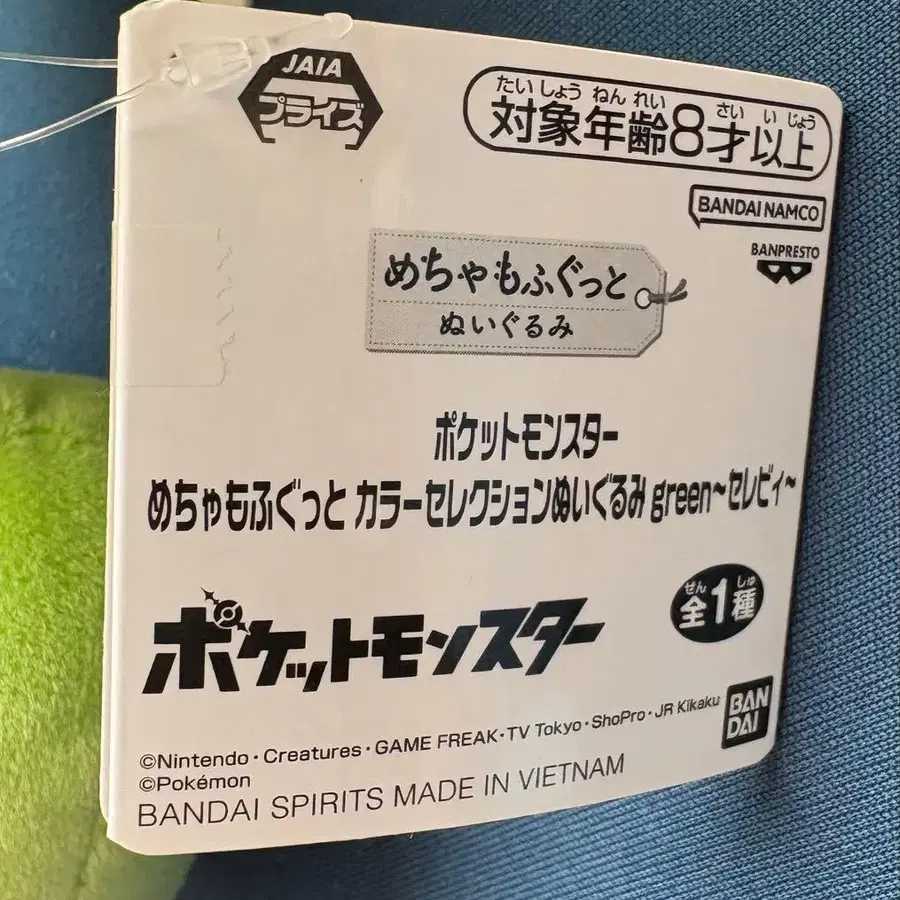 JAIA
プライズ
たいしょうねんれい さいいじょう
対象年齢8才以上
BANDAI NAMCO
BANPRESTO
めちゃもふぐっと
ぬいぐるみ
ポケットモンスター
めちゃもふぐっと カラーセレクションぬいぐるみ green~セレビィ~
ぜん しゅ
全1種
ポケットモンスター
BAN
DAI
©Nintendo・Creatures・GAME FREAK・TV Tokyo・ShoPro・JR Kikaku
©Pokémon
BANDAI SPIRITS MADE IN VIETNAM